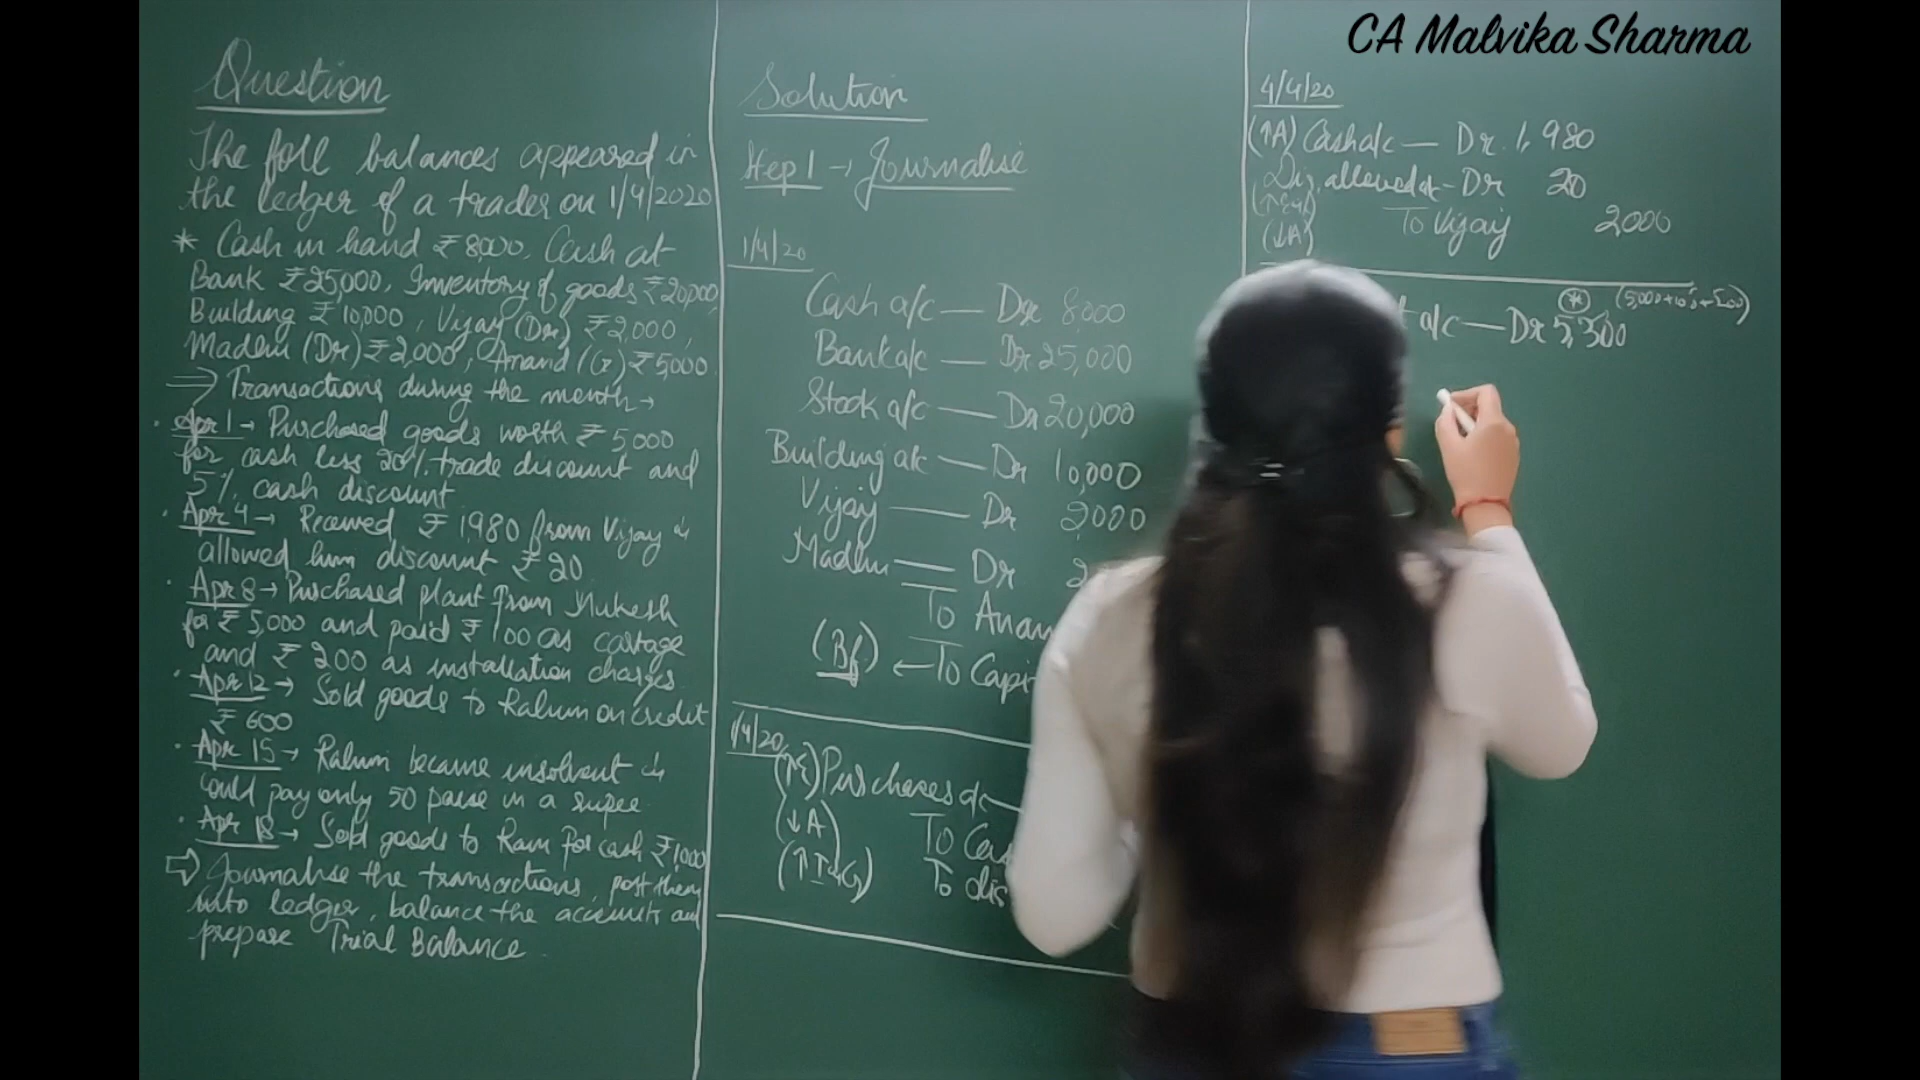 CA Malvika Sharma
Question
The foll balances appeared in
the ledger of a trader on 1/4/2020
* Cash in hand ₹8,000. Cash at
Bank ₹25,000, Inventory of goods ₹20,000,
Building ₹10,000, Vijay (Dr) ₹2,000,
Madhu (Dr) ₹2,000, Anand (Cr) ₹5000.
⇒ Transactions during the month→
· Apr 1 → Purchased goods worth ₹5,000
for cash less 20% trade discount and
5% cash discount
· Apr 4 → Received ₹1,980 from Vijay &
allowed him discount ₹20
· Apr 8 → Purchased plant from Mukesh
for ₹5,000 and paid ₹100 as cartage
and ₹200 as installation charges
· Apr 12 → Sold goods to Rahim on credit
₹600
· Apr 15 → Rahim became insolvent &
could pay only 50 paise in a rupee.
· Apr 18 → Sold goods to Ram for cash ₹1,000
⇨ Journalise the transactions, post them
into ledger, balance the accounts and
prepare Trial Balance.
Solution
Step 1 → Journalise
1/4/20
Cash a/c — Dr 8,000
Bank a/c — Dr 25,000
Stock a/c — Dr 20,000
Building a/c — Dr 10,000
Vijay — Dr 2000
Madhu — Dr 2
To Anan
(Bf) ← To Capi
1/4/20
(↑E) Purchases a/c —
(↓A) To Cas
To dis
4/4/20
(↑A) Cash a/c — Dr. 1,980
Dis. allowed a/c - Dr 20
(↓A) To Vijay 2000
a/c — Dr 5,300